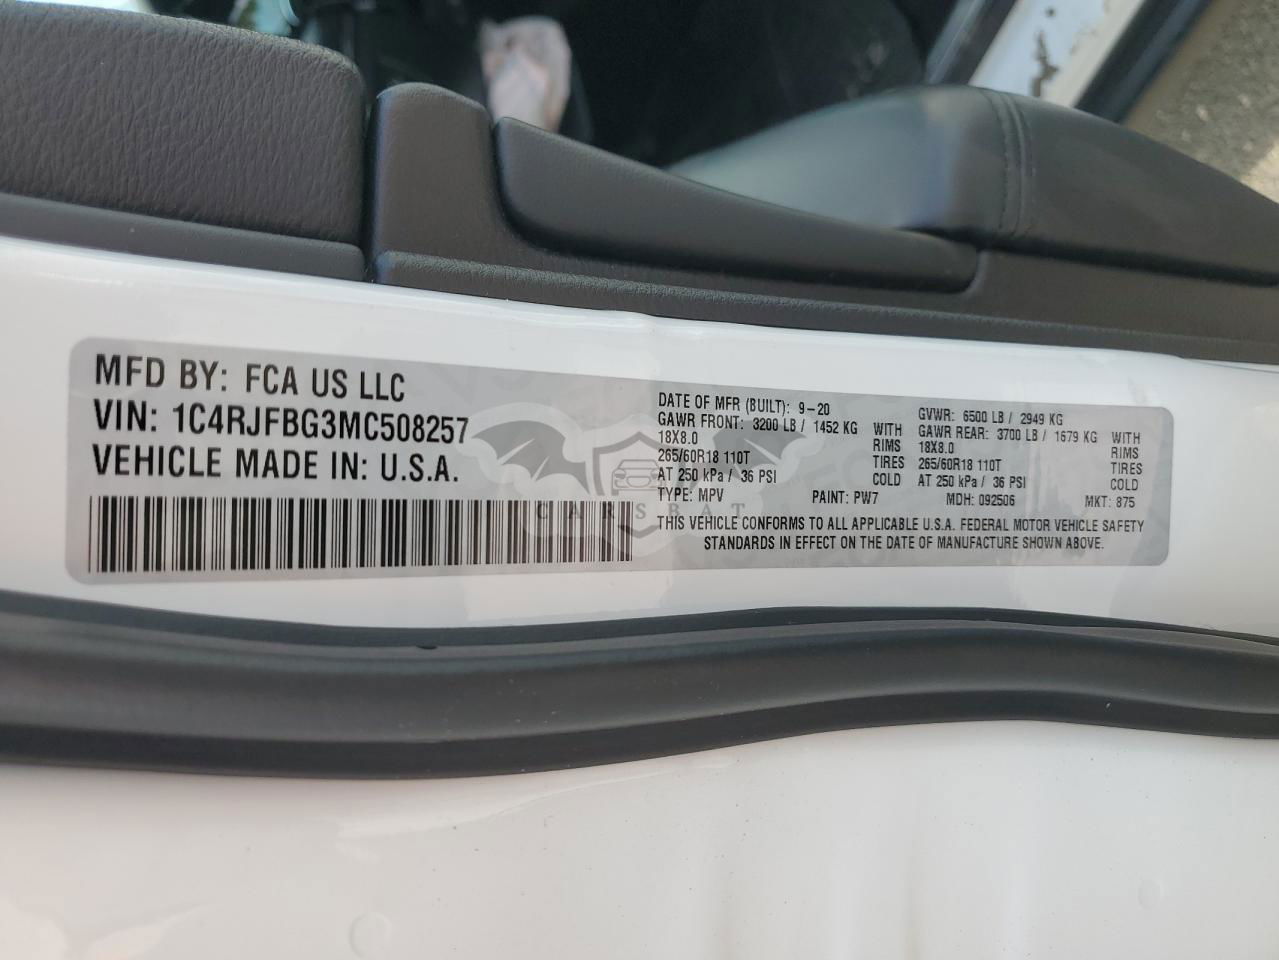 MFD BY: FCA US LLC
VIN: 1C4RJFBG3MC508257
VEHICLE MADE IN: U.S.A.
DATE OF MFR (BUILT): 9-20
GAWR FRONT: 3200 LB / 1452 KG WITH
18X8.0 RIMS
265/60R18 110T TIRES
AT 250 kPa / 36 PSI COLD
GVWR: 6500 LB / 2949 KG
GAWR REAR: 3700 LB / 1679 KG WITH
18X8.0 RIMS
265/60R18 110T TIRES
AT 250 kPa / 36 PSI COLD
TYPE: MPV PAINT: PW7 MDH: 092506 MKT: 875
THIS VEHICLE CONFORMS TO ALL APPLICABLE U.S.A. FEDERAL MOTOR VEHICLE SAFETY
STANDARDS IN EFFECT ON THE DATE OF MANUFACTURE SHOWN ABOVE.
CARSBAT